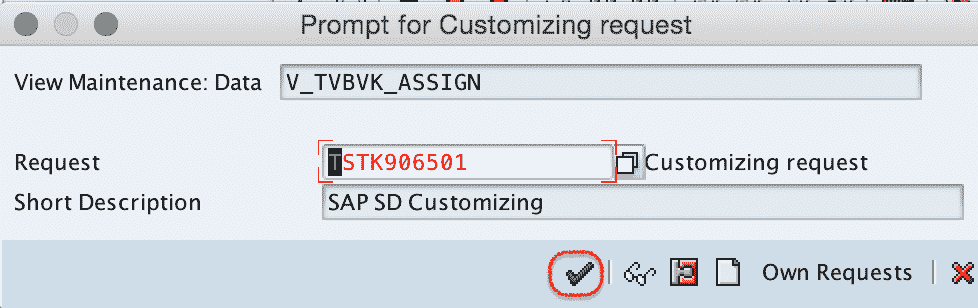 Prompt for Customizing request
View Maintenance: Data V_TVBVK_ASSIGN
Request TSTK906501 Customizing request
Short Description SAP SD Customizing
Own Requests